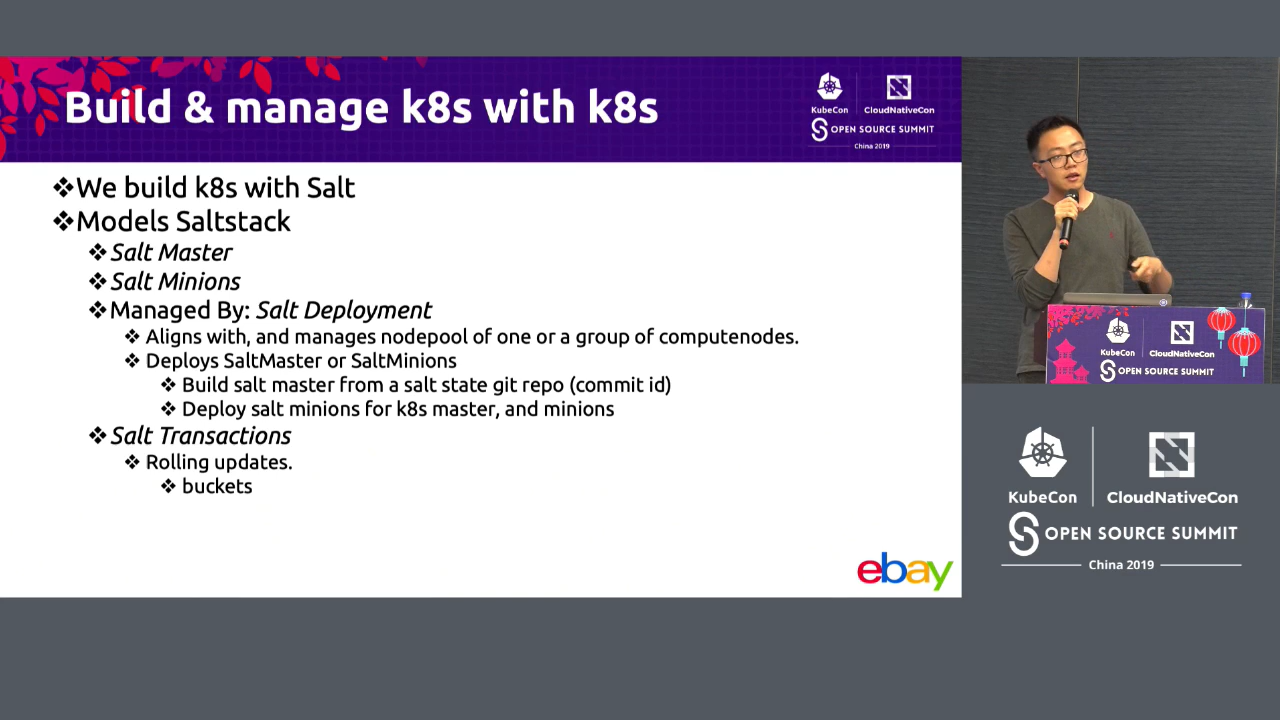 Build & manage k8s with k8s
KubeCon
CloudNativeCon
OPEN SOURCE SUMMIT
China 2019
❖We build k8s with Salt
❖Models Saltstack
❖Salt Master
❖Salt Minions
❖Managed By: Salt Deployment
❖ Aligns with, and manages nodepool of one or a group of computenodes.
❖ Deploys SaltMaster or SaltMinions
❖ Build salt master from a salt state git repo (commit id)
❖ Deploy salt minions for k8s master, and minions
❖Salt Transactions
❖ Rolling updates.
❖ buckets
ebay
KubeCon
CloudNativeCon
OPEN SOURCE SUMMIT
KubeCon
CloudNativeCon
OPEN SOURCE SUMMIT
China 2019